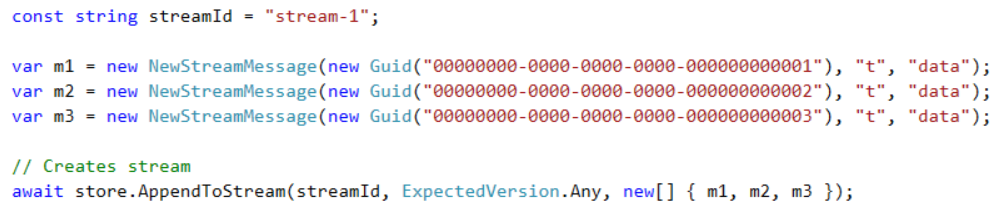 const string streamId = "stream-1";
var m1 = new NewStreamMessage(new Guid("00000000-0000-0000-0000-000000000001"), "t", "data");
var m2 = new NewStreamMessage(new Guid("00000000-0000-0000-0000-000000000002"), "t", "data");
var m3 = new NewStreamMessage(new Guid("00000000-0000-0000-0000-000000000003"), "t", "data");
// Creates stream
await store.AppendToStream(streamId, ExpectedVersion.Any, new[] { m1, m2, m3 });